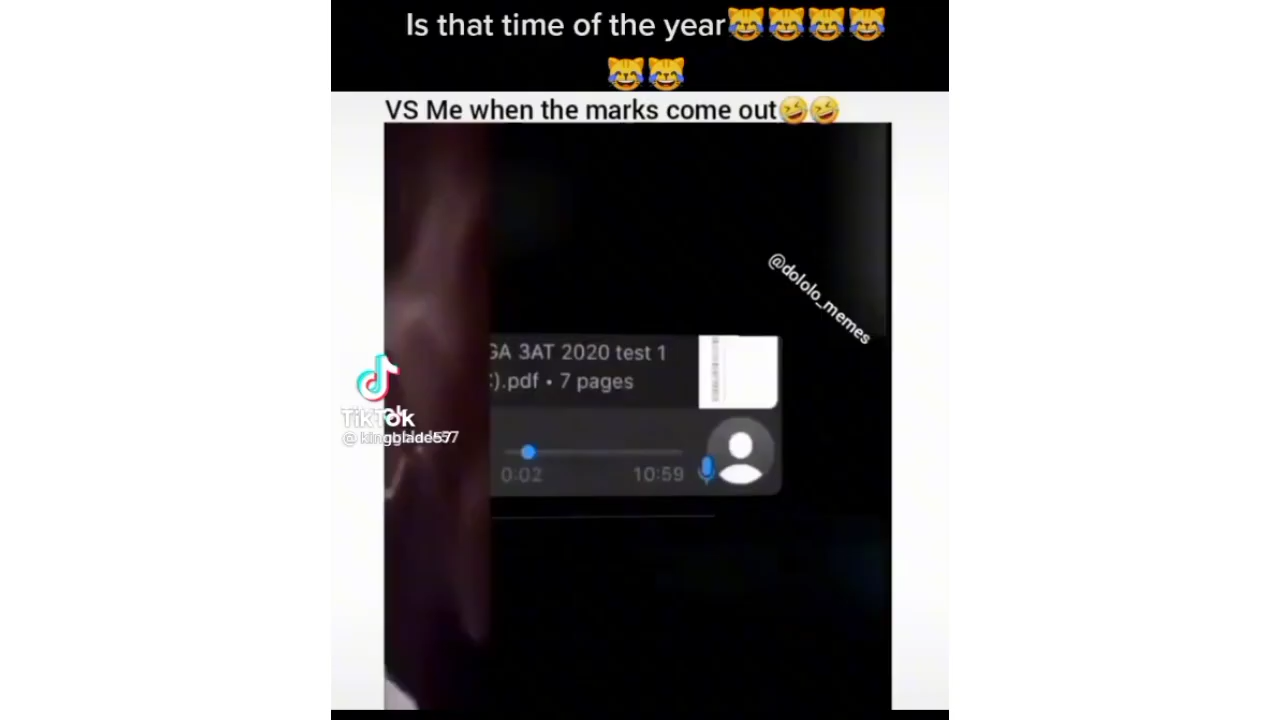 Is that time of the year😹😹😹😹
😹😹
VS Me when the marks come out🤣🤣
@dololo_memes
GA 3AT 2020 test 1
).pdf • 7 pages
0:02 10:59
TikTok
@kingblade57